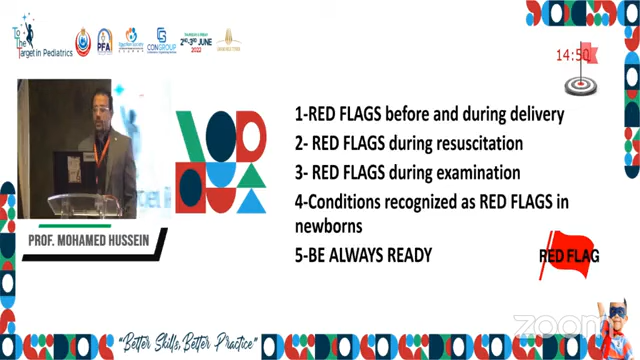 To
The
Target in Pediatrics
PFA
CONGROUP
2ND-3RD JUNE
2022
14:50
1-RED FLAGS before and during delivery
2- RED FLAGS during resuscitation
3- RED FLAGS during examination
4-Conditions recognized as RED FLAGS in
newborns
5-BE ALWAYS READY
RED FLAG
PROF. MOHAMED HUSSEIN
"Better Skills, Better Practice"
zoom